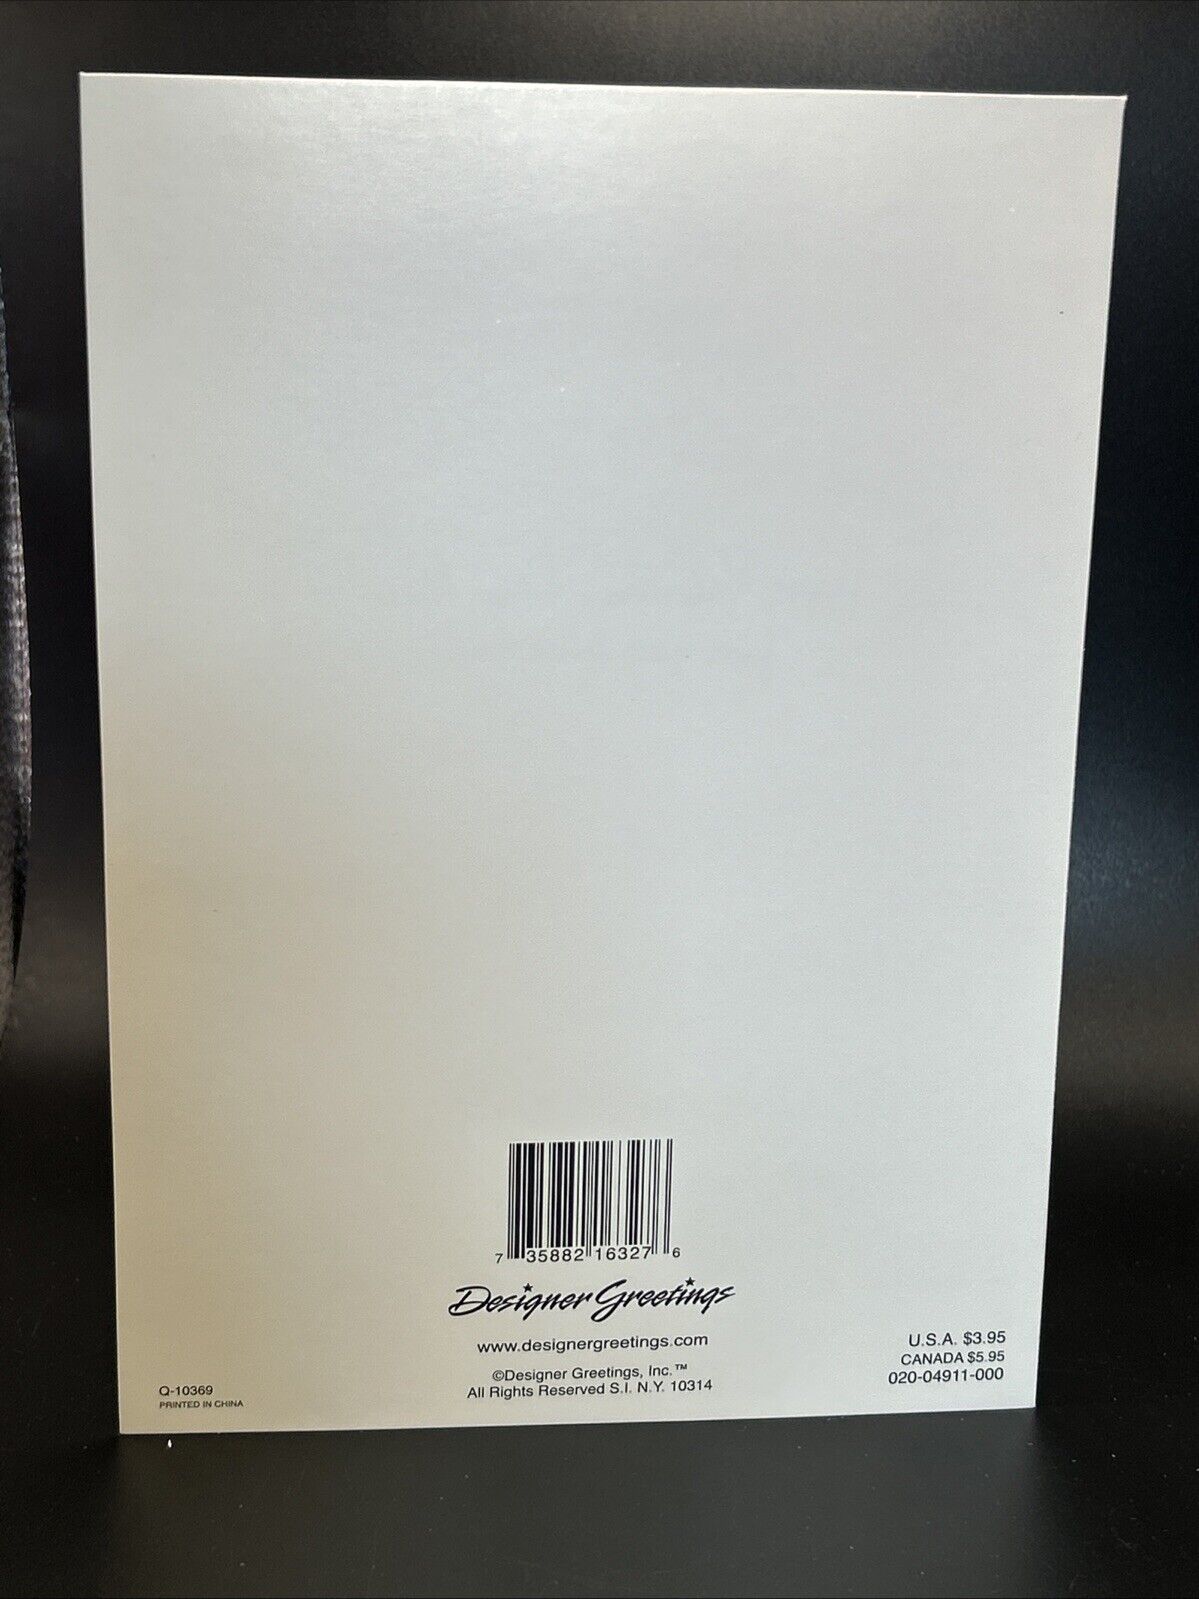 7 35882 16327 6
Designer Greetings
www.designergreetings.com
©Designer Greetings, Inc.™
All Rights Reserved S.I. N.Y. 10314
Q-10369
PRINTED IN CHINA
U.S.A. $3.95
CANADA $5.95
020-04911-000